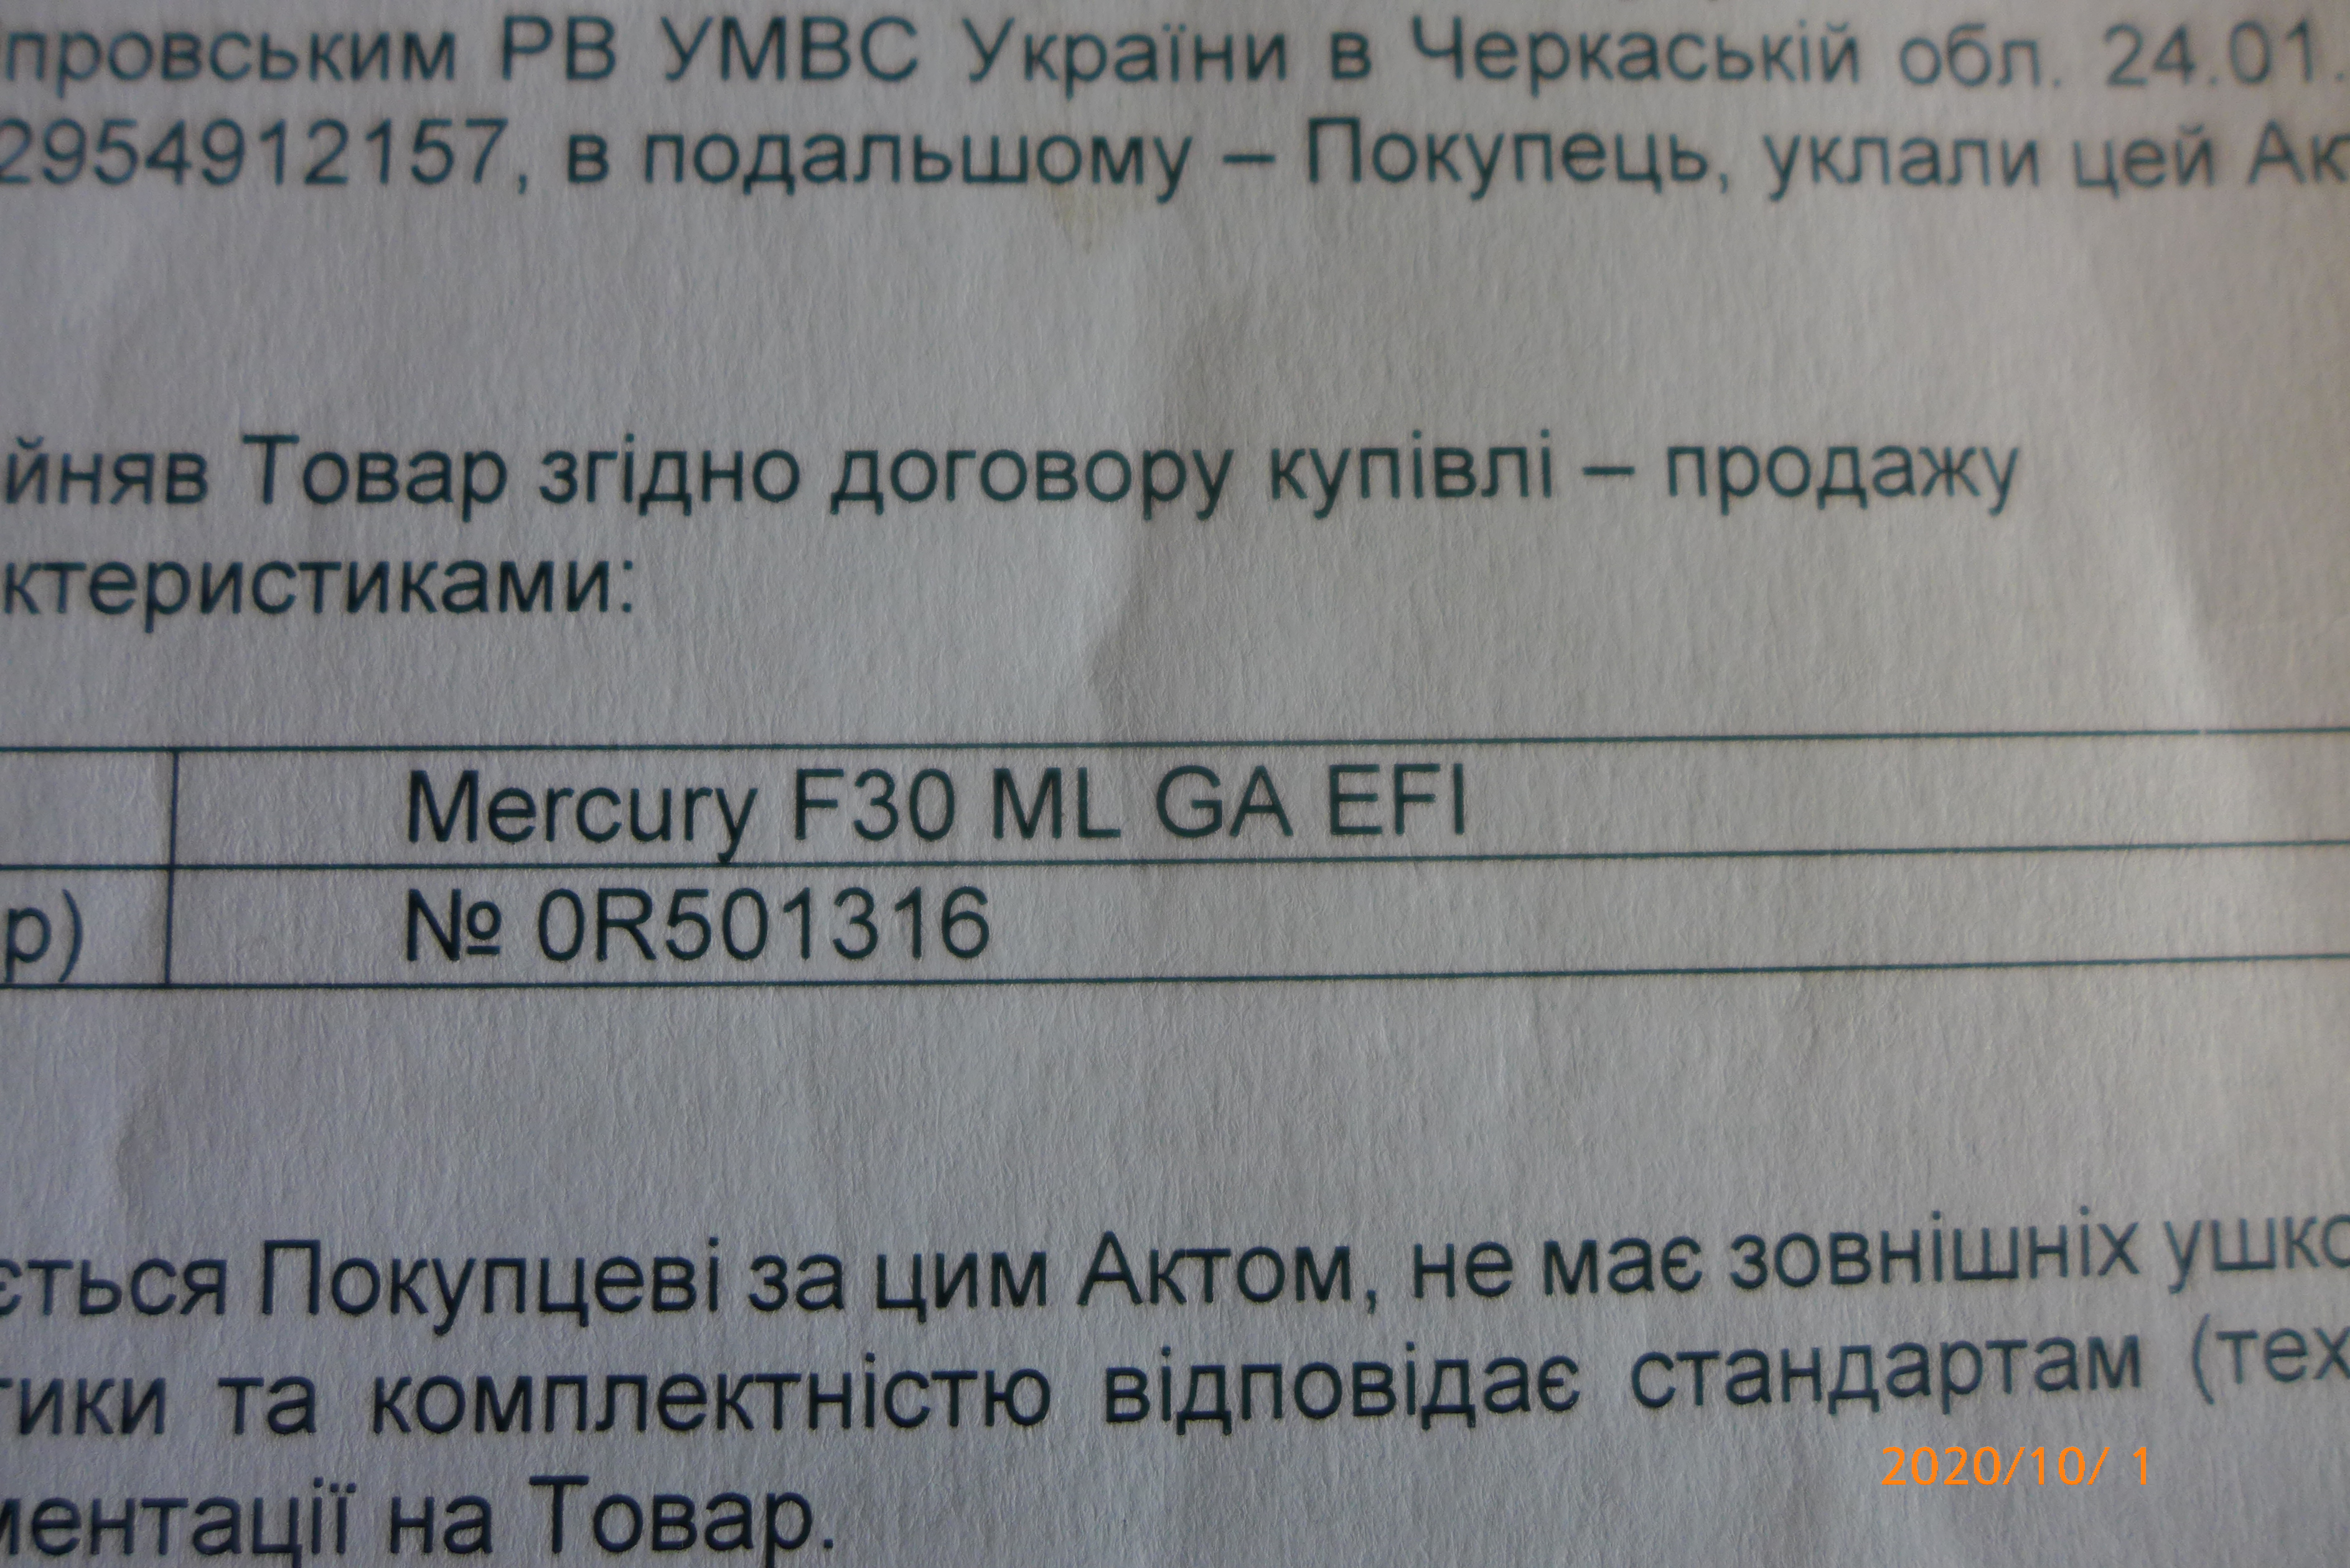 провським РВ УМВС України в Черкаській обл. 24.01.
2954912157, в подальшому – Покупець, уклали цей Ак
йняв Товар згідно договору купівлі – продажу
ктеристиками:
Mercury F30 ML GA EFI
р) № 0R501316
ється Покупцеві за цим Актом, не має зовнішніх ушко
тики та комплектністю відповідає стандартам (тех
ментації на Товар.
2020/10/ 1